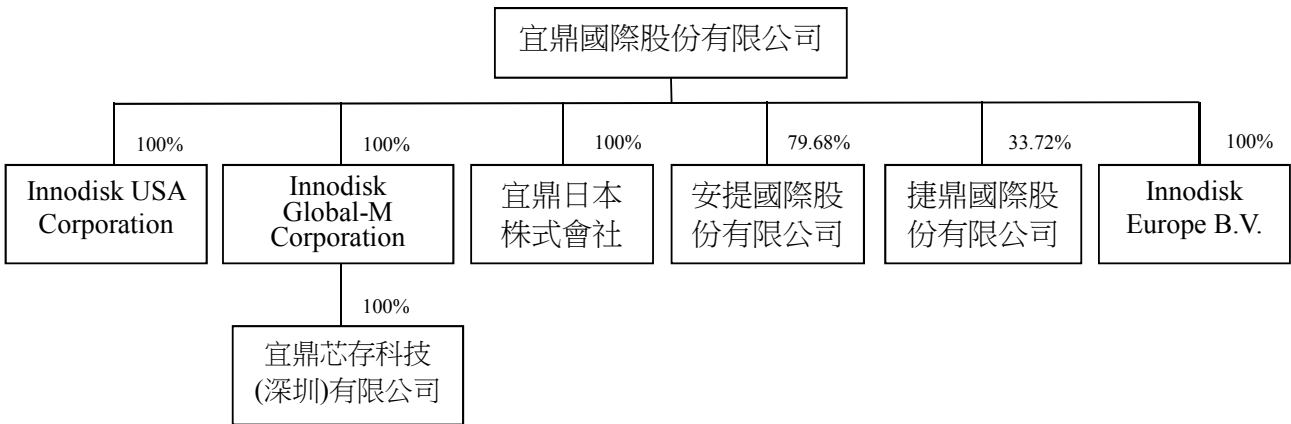 宜鼎國際股份有限公司
100%
100%
100%
79.68%
33.72%
100%
Innodisk USA
Corporation
Innodisk
Global-M
Corporation
宜鼎日本
株式會社
安提國際股
份有限公司
捷鼎國際股
份有限公司
Innodisk
Europe B.V.
100%
宜鼎芯存科技
(深圳)有限公司